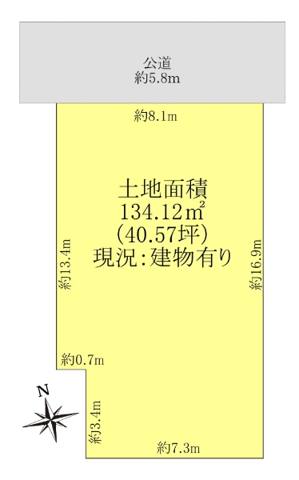 公道
約5.8m
約8.1m
土地面積
134.12㎡
(40.57坪)
現況：建物有り
約13.4m
約16.9m
約0.7m
N
約3.4m
約7.3m